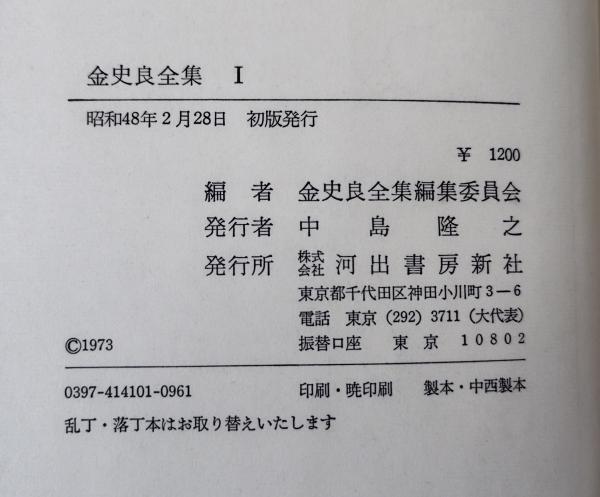 金史良全集 Ⅰ
昭和48年2月28日 初版発行
¥ 1200
編者 金史良全集編集委員会
発行者 中島隆之
発行所 株式会社 河出書房新社
東京都千代田区神田小川町3−6
電話 東京 (292) 3711 (大代表)
振替口座 東京 10802
©1973
0397-414101-0961 印刷・暁印刷 製本・中西製本
乱丁・落丁本はお取り替えいたします